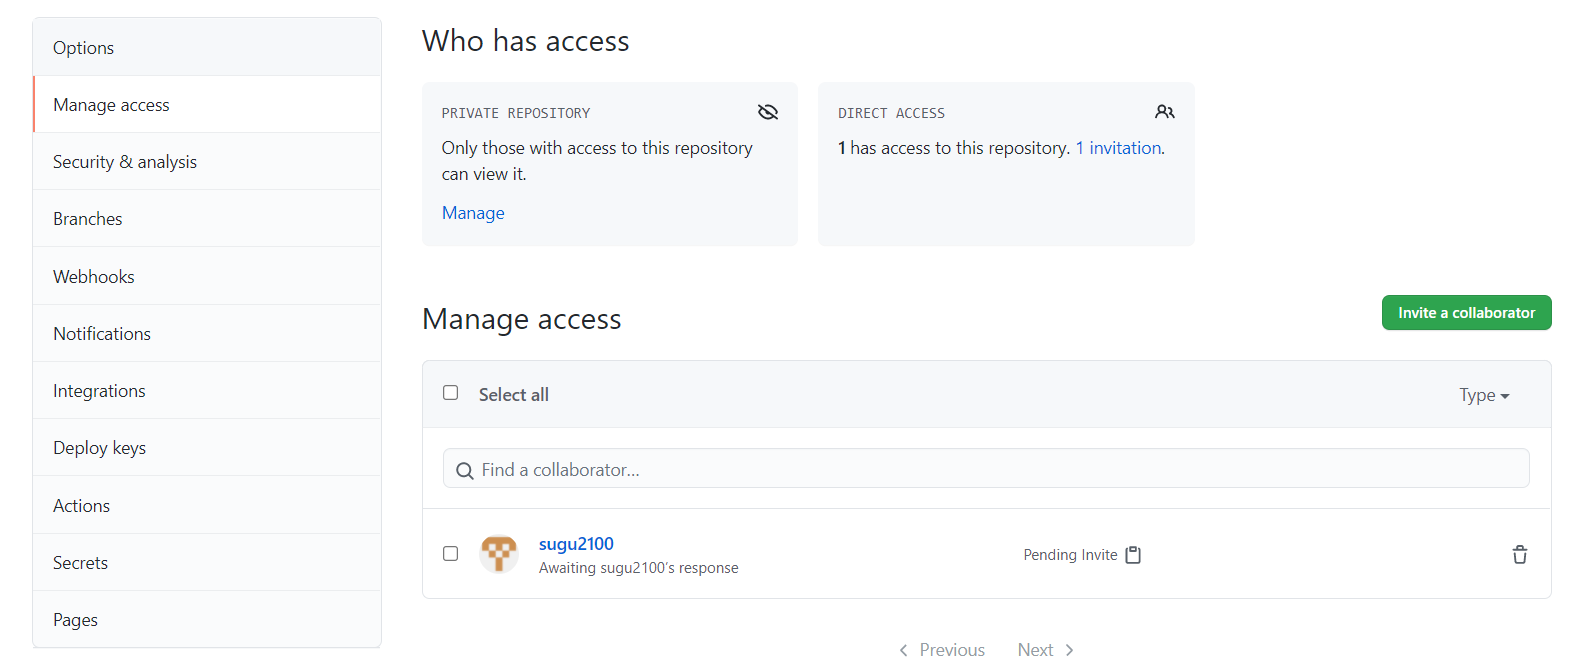 Options
Manage access
Security & analysis
Branches
Webhooks
Notifications
Integrations
Deploy keys
Actions
Secrets
Pages
Who has access
PRIVATE REPOSITORY
Only those with access to this repository
can view it.
Manage
DIRECT ACCESS
1 has access to this repository. 1 invitation.
Manage access
Invite a collaborator
Select all
Type
Find a collaborator...
sugu2100
Awaiting sugu2100's response
Pending Invite
Previous
Next